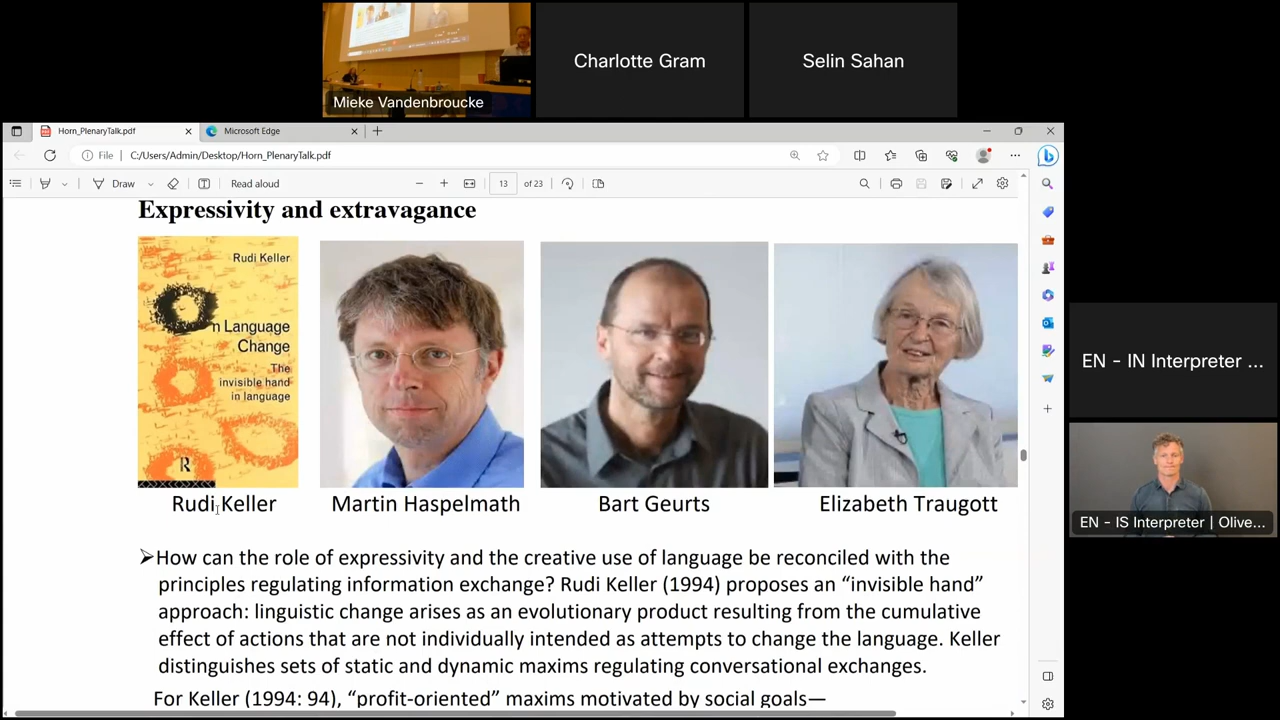 Mieke Vandenbroucke
Charlotte Gram
Selin Sahan
Horn_PlenaryTalk.pdf
Microsoft Edge
File
C:/Users/Admin/Desktop/Horn_PlenaryTalk.pdf
Draw
Read aloud
13
of 23
Expressivity and extravagance
Rudi Keller
n Language
Change
The
invisible hand
in language
R
Rudi Keller
Martin Haspelmath
Bart Geurts
Elizabeth Traugott
➢How can the role of expressivity and the creative use of language be reconciled with the
principles regulating information exchange? Rudi Keller (1994) proposes an “invisible hand”
approach: linguistic change arises as an evolutionary product resulting from the cumulative
effect of actions that are not individually intended as attempts to change the language. Keller
distinguishes sets of static and dynamic maxims regulating conversational exchanges.
For Keller (1994: 94), “profit-oriented” maxims motivated by social goals—
EN - IN Interpreter ...
EN - IS Interpreter | Olive...